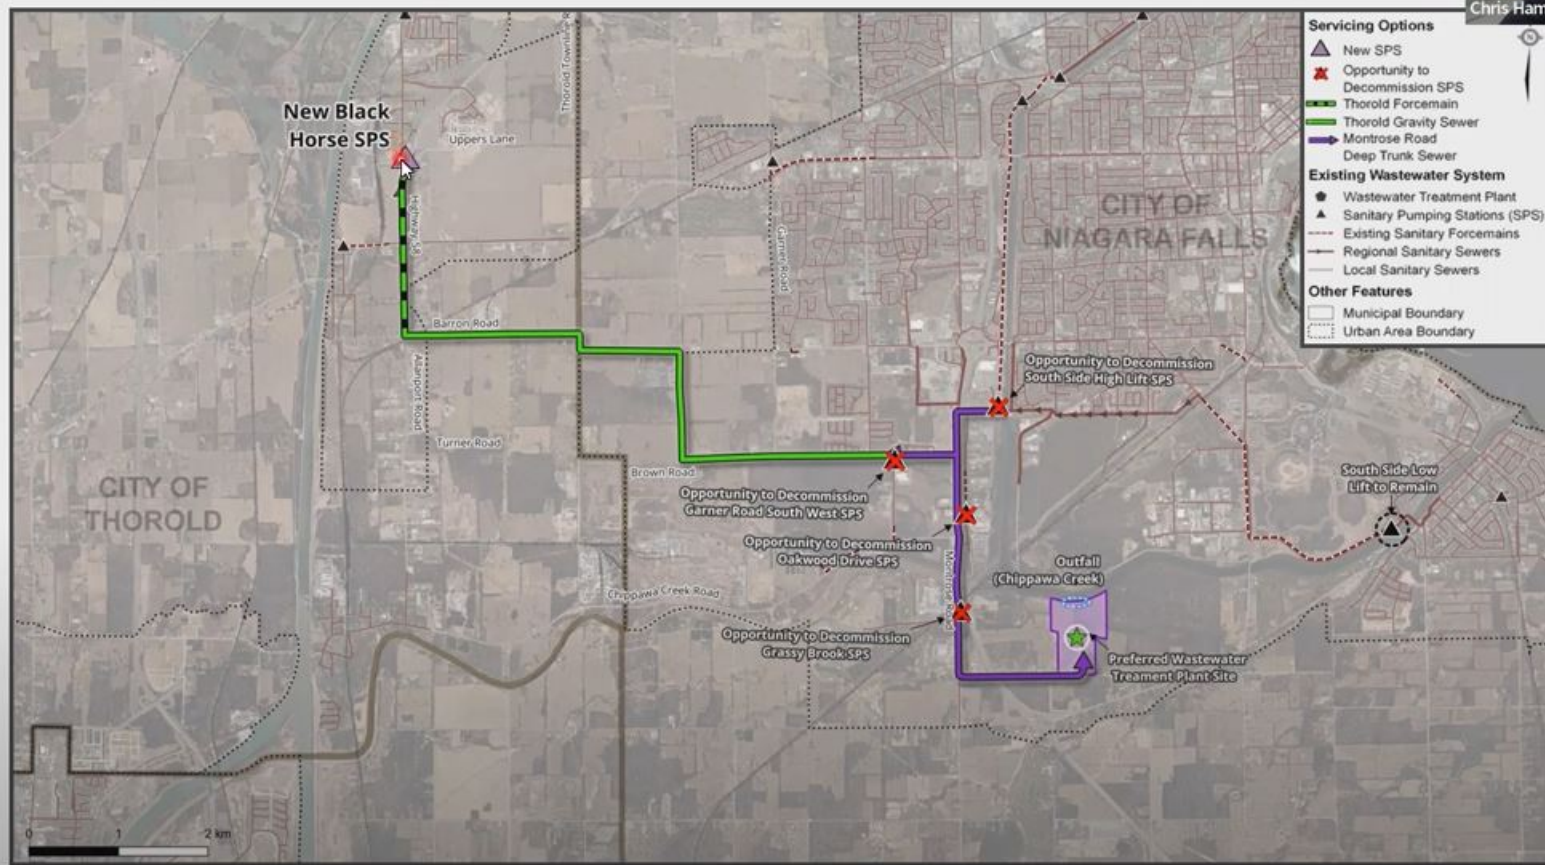 Chris Ham
Servicing Options
New SPS
Opportunity to
Decommission SPS
Thorold Forcemain
Thorold Gravity Sewer
Montrose Road
Deep Trunk Sewer
Existing Wastewater System
Wastewater Treatment Plant
Sanitary Pumping Stations (SPS)
Existing Sanitary Forcemains
Regional Sanitary Sewers
Local Sanitary Sewers
Other Features
Municipal Boundary
Urban Area Boundary
N
Thorold Townline R
New Black
Horse SPS
Uppers Lane
Highway 58
Garner Road
CITY OF
NIAGARA FALLS
Barron Road
Allanport Road
Turner Road
Brown Road
Opportunity to Decommission
South Side High Lift SPS
CITY OF
THOROLD
Opportunity to Decommission
Garner Road South West SPS
South Side Low
Lift to Remain
Opportunity to Decommission
Oakwood Drive SPS
Outfall
(Chippawa Creek)
Chippawa Creek Road
Opportunity to Decommission
Grassy Brook SPS
Preferred Wastewater
Treament Plant Site
0 1 2 km